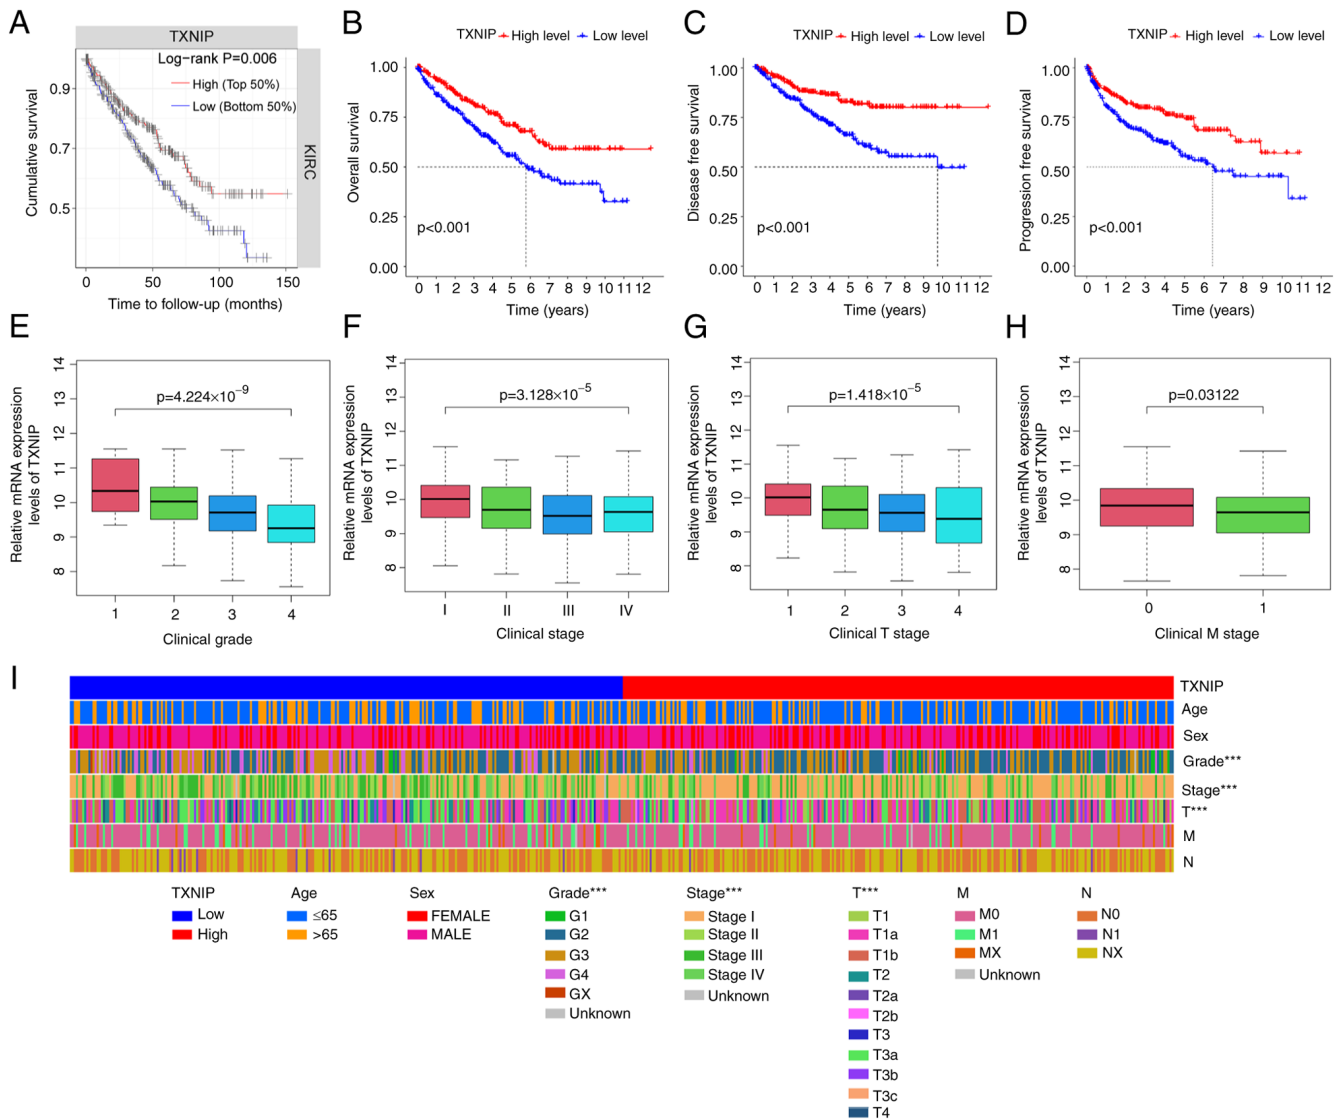 A
TXNIP
Log-rank P=0.006
High (Top 50%)
Low (Bottom 50%)
KIRC
Cumulative survival
0.9
0.7
0.5
0 50 100 150
Time to follow-up (months)
B
TXNIP High level Low level
Overall survival
1.00
0.75
0.50
0.25
0.00
p<0.001
0 1 2 3 4 5 6 7 8 9 10 11 12
Time (years)
C
TXNIP High level Low level
Disease free survival
1.00
0.75
0.50
0.25
0.00
p<0.001
0 1 2 3 4 5 6 7 8 9 10 11 12
Time (years)
D
TXNIP High level Low level
Progression free survival
1.00
0.75
0.50
0.25
0.00
p<0.001
0 1 2 3 4 5 6 7 8 9 10 11 12
Time (years)
E
Relative mRNA expression
levels of TXNIP
14
13
12
11
10
9
8
p=4.224×10−9
1 2 3 4
Clinical grade
F
Relative mRNA expression
levels of TXNIP
14
13
12
11
10
9
8
p=3.128×10−5
I II III IV
Clinical stage
G
Relative mRNA expression
levels of TXNIP
14
13
12
11
10
9
8
p=1.418×10−5
1 2 3 4
Clinical T stage
H
Relative mRNA expression
levels of TXNIP
14
13
12
11
10
9
8
p=0.03122
0 1
Clinical M stage
I
TXNIP
Age
Sex
Grade***
Stage***
T***
M
N
TXNIP
Low
High
Age
≤65
>65
Sex
FEMALE
MALE
Grade***
G1
G2
G3
G4
GX
Unknown
Stage***
Stage I
Stage II
Stage III
Stage IV
Unknown
T***
T1
T1a
T1b
T2
T2a
T2b
T3
T3a
T3b
T3c
T4
M
M0
M1
MX
Unknown
N
N0
N1
NX